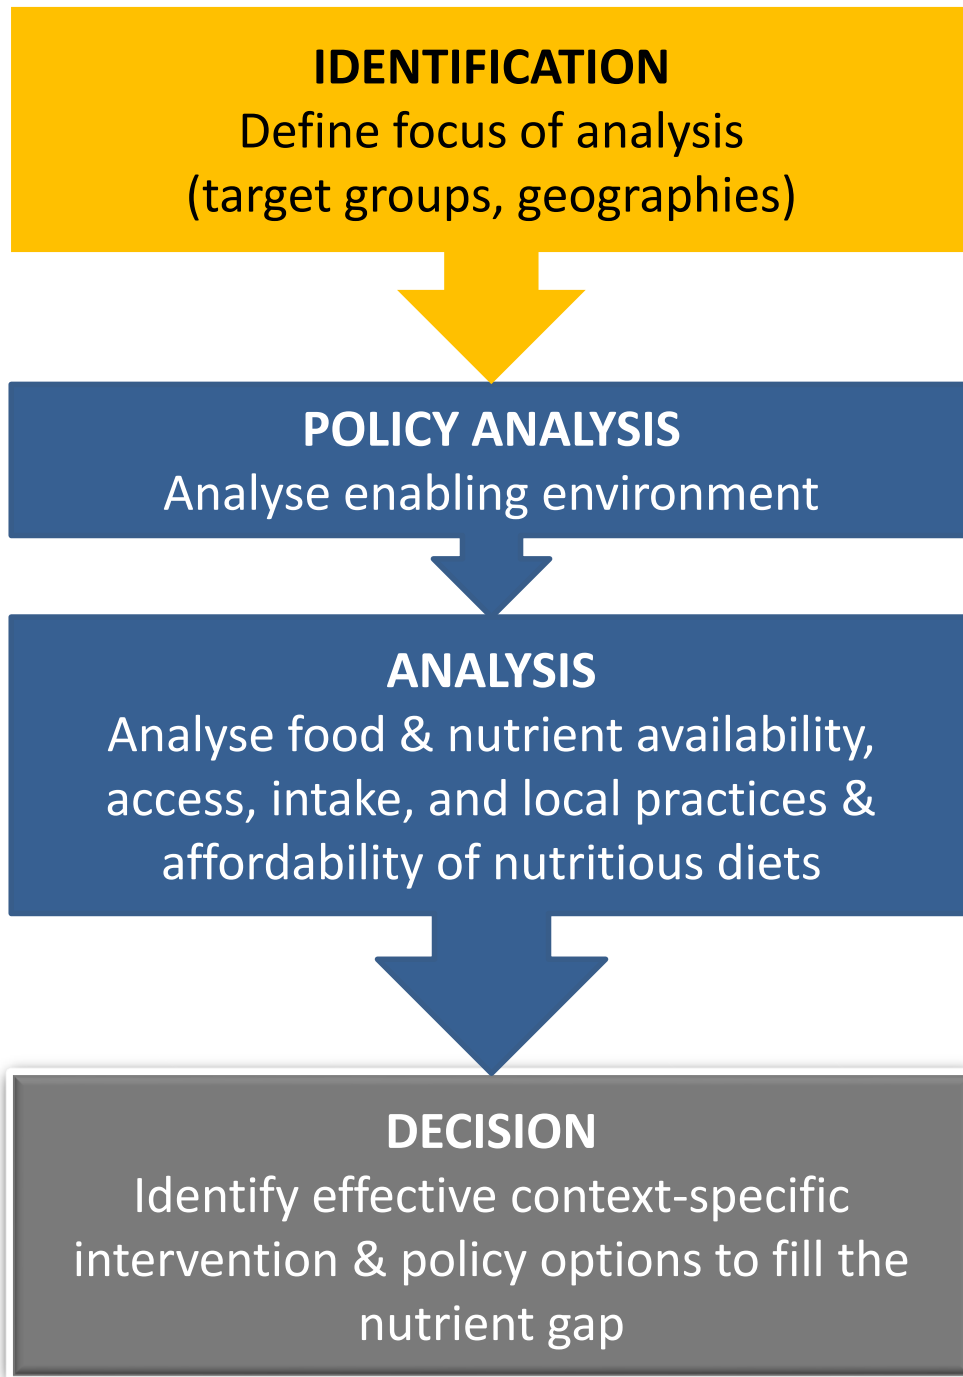 IDENTIFICATION
Define focus of analysis
(target groups, geographies)
POLICY ANALYSIS
Analyse enabling environment
ANALYSIS
Analyse food & nutrient availability,
access, intake, and local practices &
affordability of nutritious diets
DECISION
Identify effective context-specific
intervention & policy options to fill the
nutrient gap